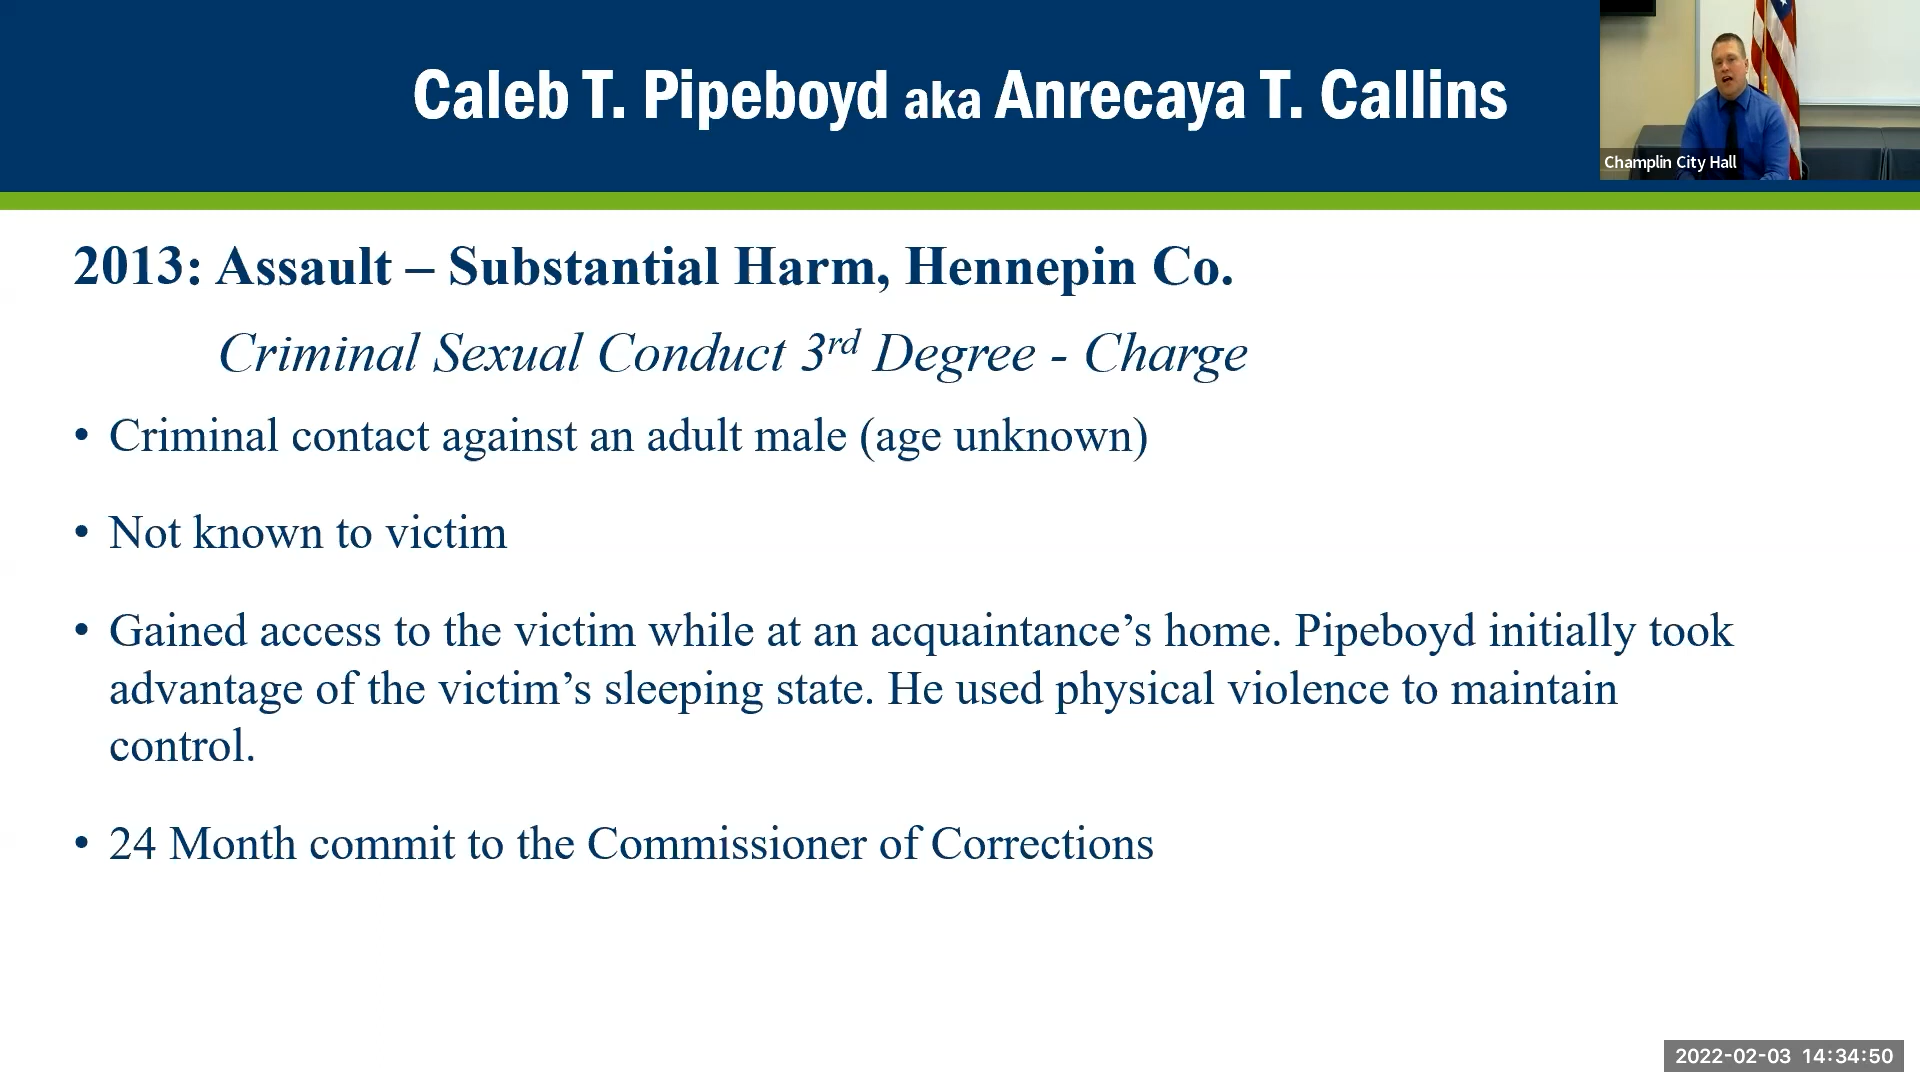 Caleb T. Pipeboyd aka Anrecaya T. Callins
Champlin City Hall
2013: Assault – Substantial Harm, Hennepin Co.
Criminal Sexual Conduct 3rd Degree - Charge
• Criminal contact against an adult male (age unknown)
• Not known to victim
• Gained access to the victim while at an acquaintance’s home. Pipeboyd initially took
advantage of the victim’s sleeping state. He used physical violence to maintain
control.
• 24 Month commit to the Commissioner of Corrections
2022-02-03 14:34:50